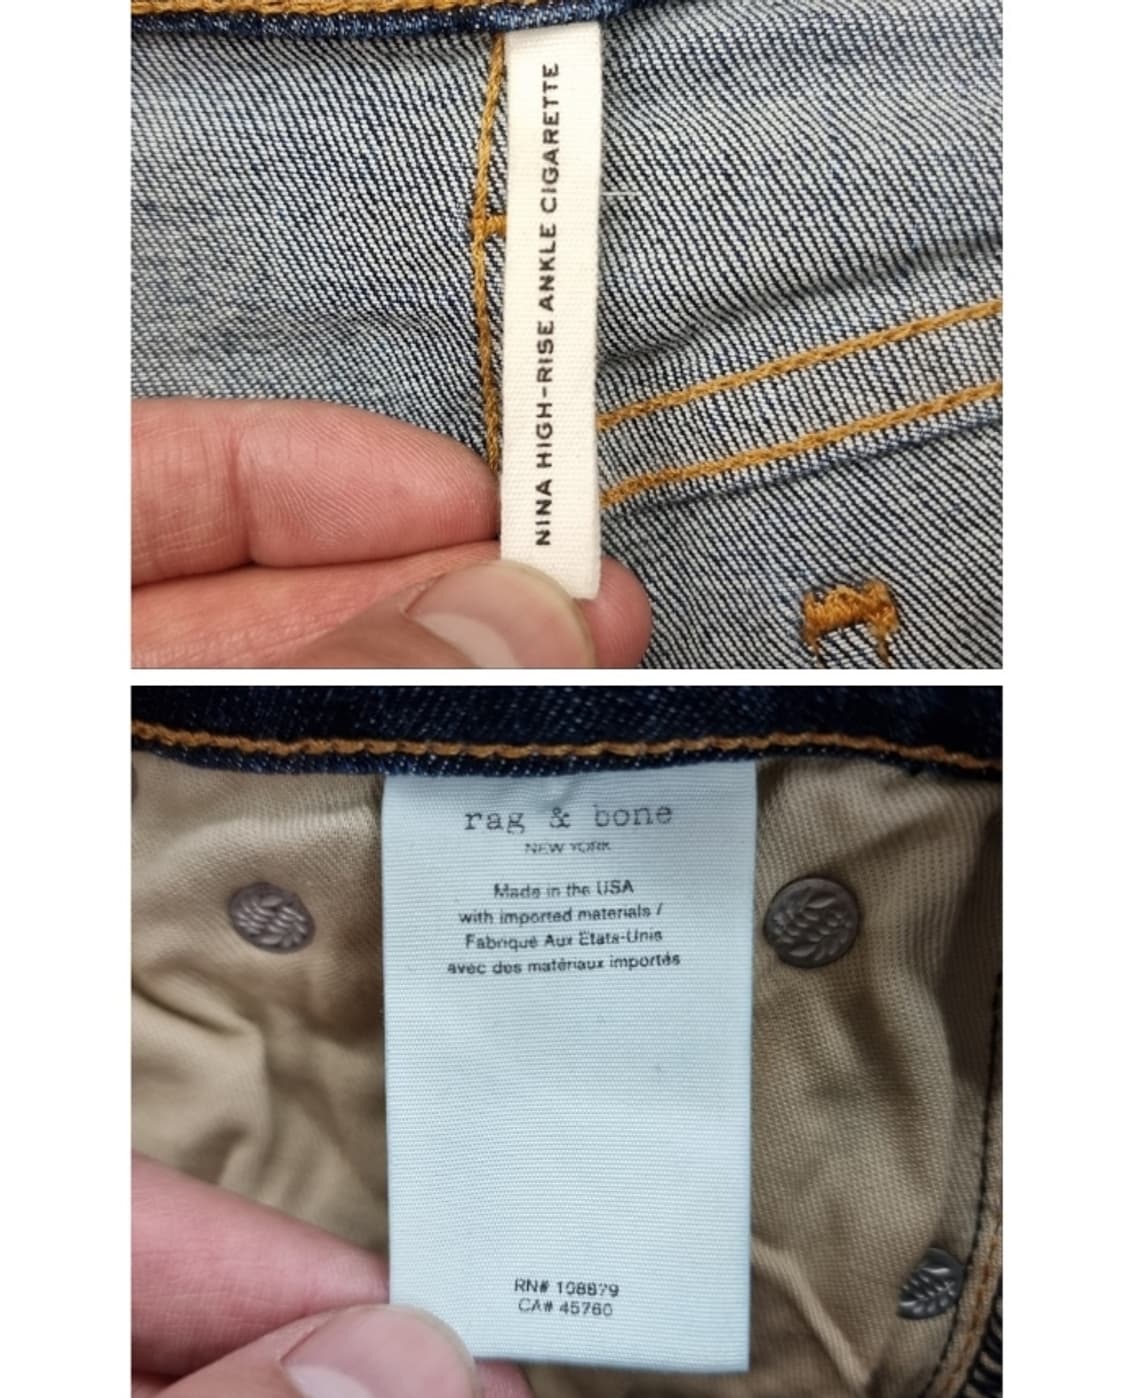 NINA HIGH-RISE ANKLE CIGARETTE
rag & bone
NEW YORK
Made in the USA
with imported materials /
Fabriqué Aux États-Unis
avec des matériaux importés
RN# 108879
CA# 45760